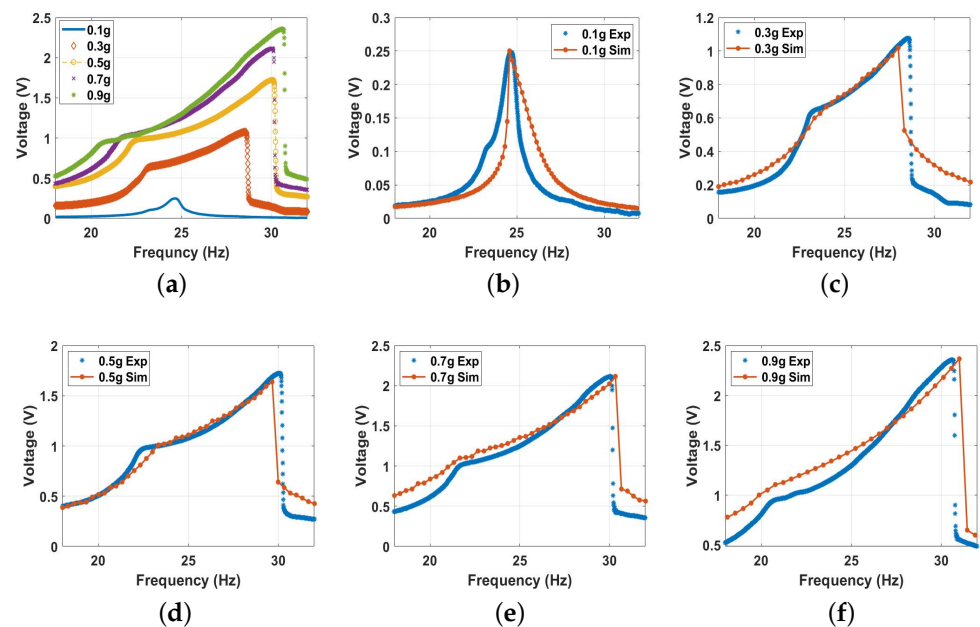 2.5
2
1.5
1
0.5
0
Voltage (V)
0.1g
0.3g
0.5g
0.7g
0.9g
20 25 30
Frequncy (Hz)
(a)
0.3
0.25
0.2
0.15
0.1
0.05
0
Voltage (V)
0.1g Exp
0.1g Sim
20 25 30
Frequency (Hz)
(b)
1.2
1
0.8
0.6
0.4
0.2
0
Voltage (V)
0.3g Exp
0.3g Sim
20 25 30
Frequency (Hz)
(c)
2
1.5
1
0.5
0
Voltage (V)
0.5g Exp
0.5g Sim
20 25 30
Frequency (Hz)
(d)
2.5
2
1.5
1
0.5
0
Voltage (V)
0.7g Exp
0.7g Sim
20 25 30
Frequency (Hz)
(e)
2.5
2
1.5
1
0.5
Voltage (V)
0.9g Exp
0.9g Sim
20 25 30
Frequency (Hz)
(f)